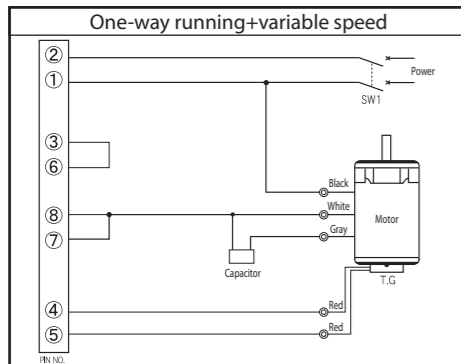 One-way running+variable speed
②
①
Power
SW1
③
⑥
Black
⑧
White
Motor
⑦
Gray
Capacitor
T.G
④
Red
⑤
Red
PIN NO.